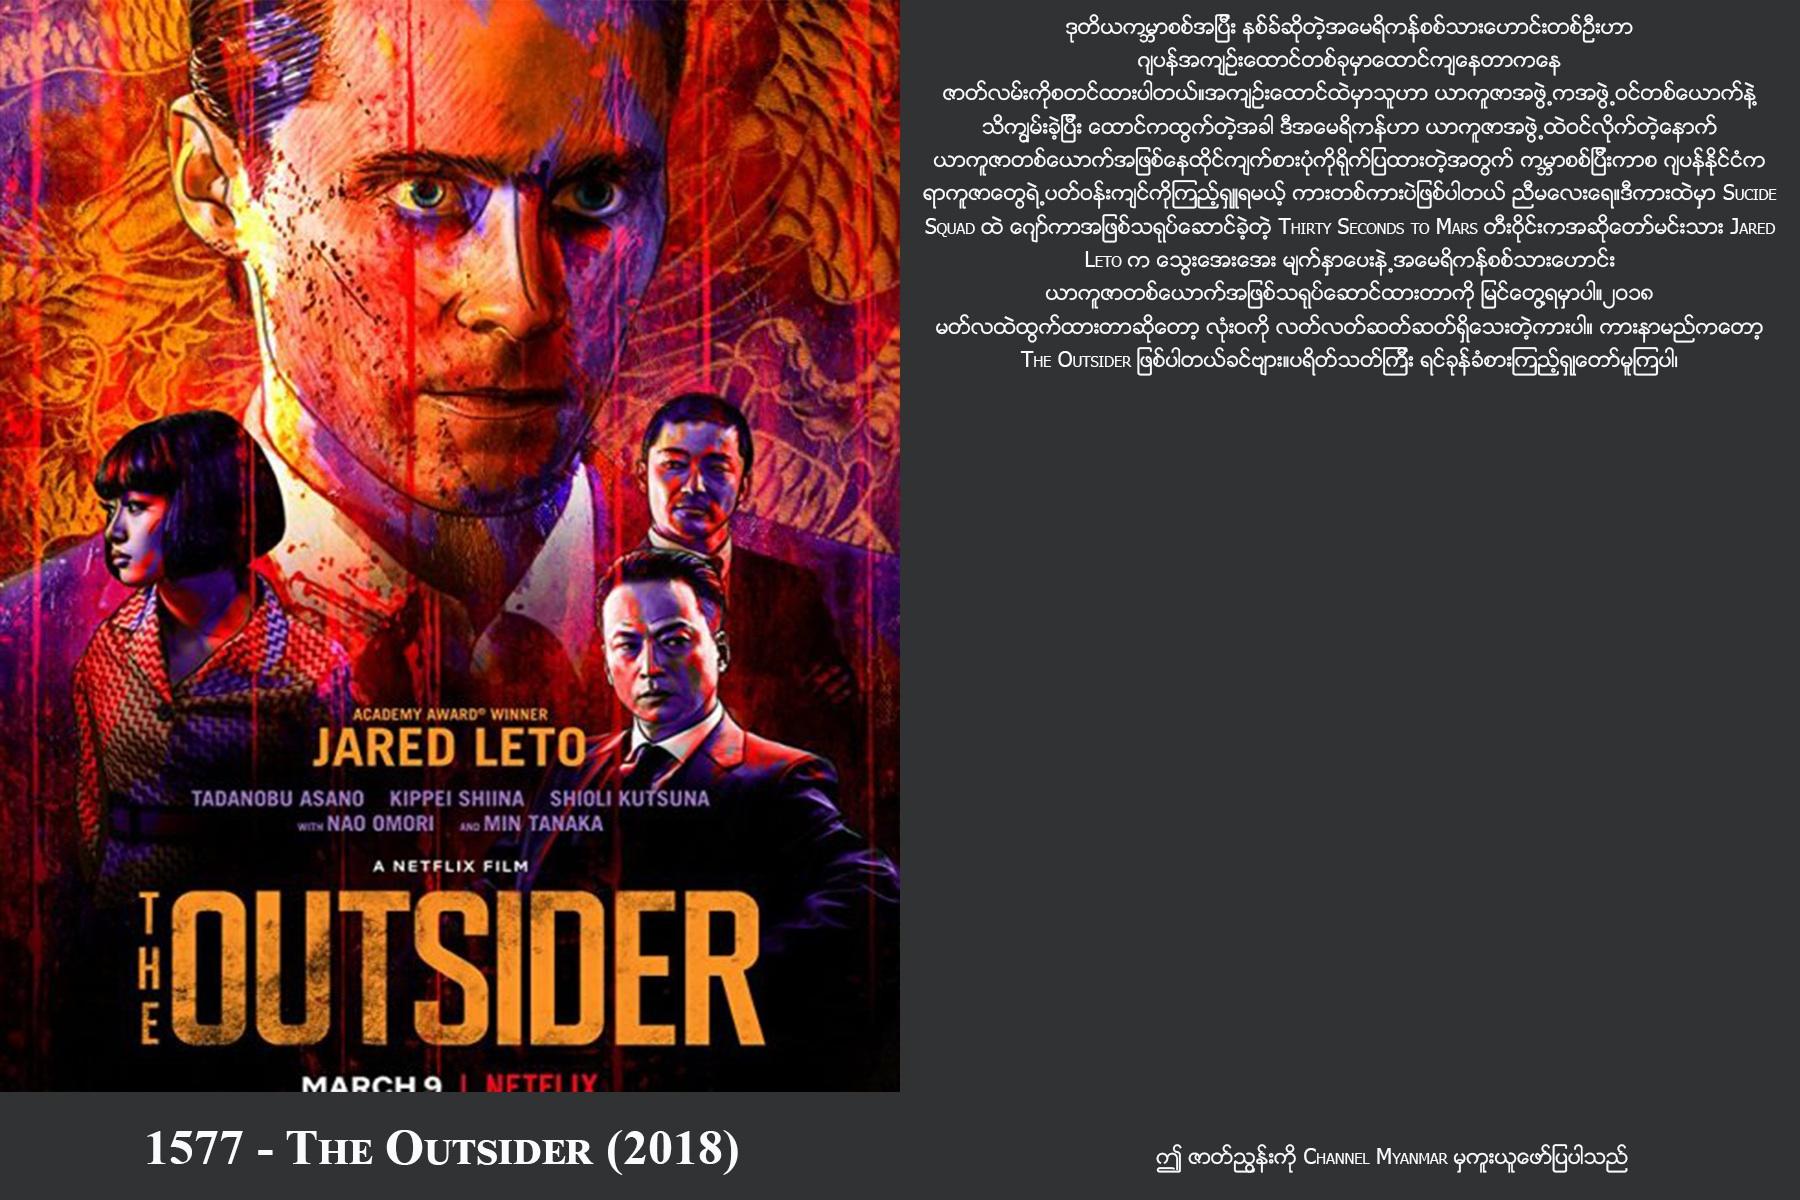 ACADEMY AWARD® WINNER
JARED LETO
TADANOBU ASANO KIPPEI SHIINA SHIOLI KUTSUNA
WITH NAO OMORI AND MIN TANAKA
A NETFLIX FILM
THE OUTSIDER
MARCH 9 | NETFLIX
1577 - The Outsider (2018)
ဒုတိယကမ္ဘာစစ်အပြီး နစ်ခ်ဆိုတဲ့အမေရိကန်စစ်သားဟောင်းတစ်ဦးဟာ
ဂျပန်အကျဉ်းထောင်တစ်ခုမှာထောင်ကျနေတာကနေ
ဇာတ်လမ်းကိုစတင်ထားပါတယ်။အကျဉ်းထောင်ထဲမှာသူဟာ ယာကူဇာအဖွဲ့ကအဖွဲ့ဝင်တစ်ယောက်နဲ့
သိကျွမ်းခဲ့ပြီး ထောင်ကထွက်တဲ့အခါ ဒီအမေရိကန်ဟာ ယာကူဇာအဖွဲ့ထဲဝင်လိုက်တဲ့နောက်
ယာကူဇာတစ်ယောက်အဖြစ်နေထိုင်ကျက်စားပုံကိုရိုက်ပြထားတဲ့အတွက် ကမ္ဘာစစ်ပြီးကာစ ဂျပန်နိုင်ငံက
ရာကူဇာတွေရဲ့ပတ်ဝန်းကျင်ကိုကြည့်ရှူရမယ့် ကားတစ်ကားပဲဖြစ်ပါတယ် ညီမလေးရေ။ဒီကားထဲမှာ Sucide
Squad ထဲ ဂျော်ကာအဖြစ်သရုပ်ဆောင်ခဲ့တဲ့ Thirty Seconds to Mars တီးဝိုင်းကအဆိုတော်မင်းသား Jared
Leto က သွေးအေးအေး မျက်နှာပေးနဲ့ အမေရိကန်စစ်သားဟောင်း
ယာကူဇာတစ်ယောက်အဖြစ်သရုပ်ဆောင်ထားတာကို မြင်တွေ့ရမှာပါ။၂၀၁၈
မတ်လထဲထွက်ထားတာဆိုတော့ လုံးဝကို လတ်လတ်ဆတ်ဆတ်ရှိသေးတဲ့ကားပါ။ ကားနာမည်ကတော့
The Outsider ဖြစ်ပါတယ်ခင်ဗျား။ပရိတ်သတ်ကြီး ရင်ခုန်ခံစားကြည့်ရှုတော်မူကြပါ၊
ဤ ဇာတ်ညွှန်းကို Channel Myanmar မှကူးယူဖော်ပြပါသည်